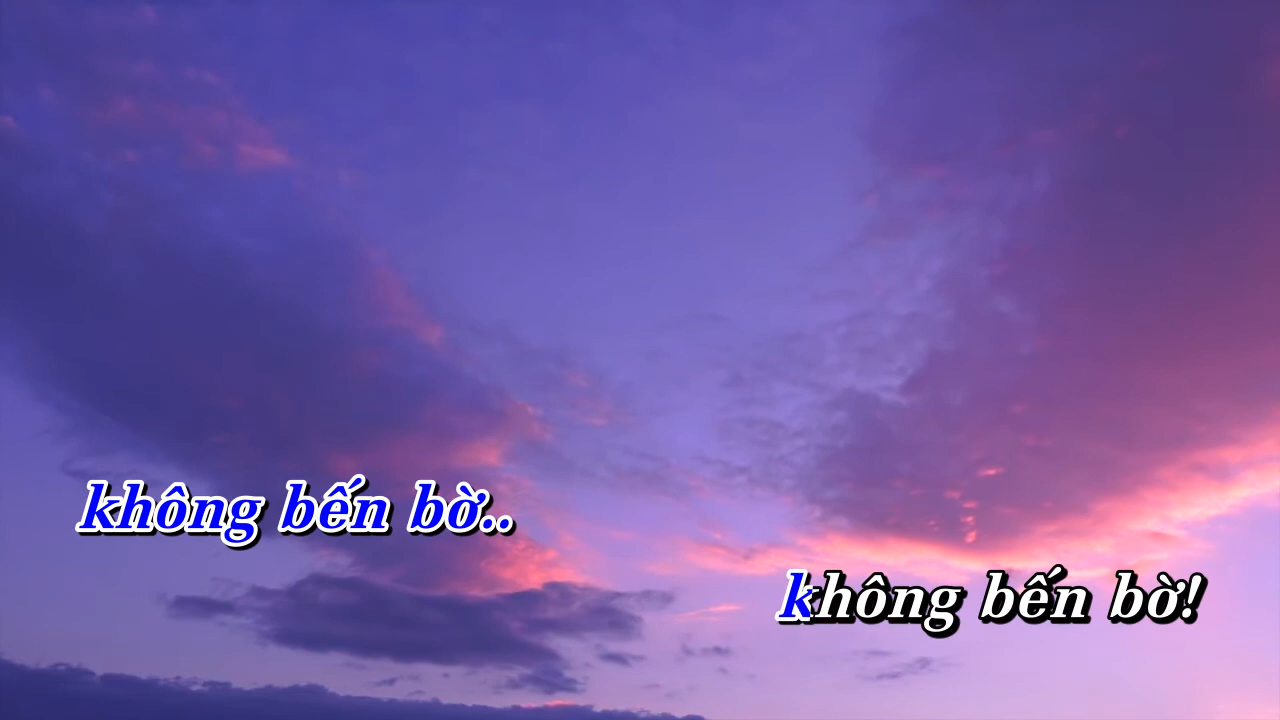 không bến bờ..
không bến bờ!